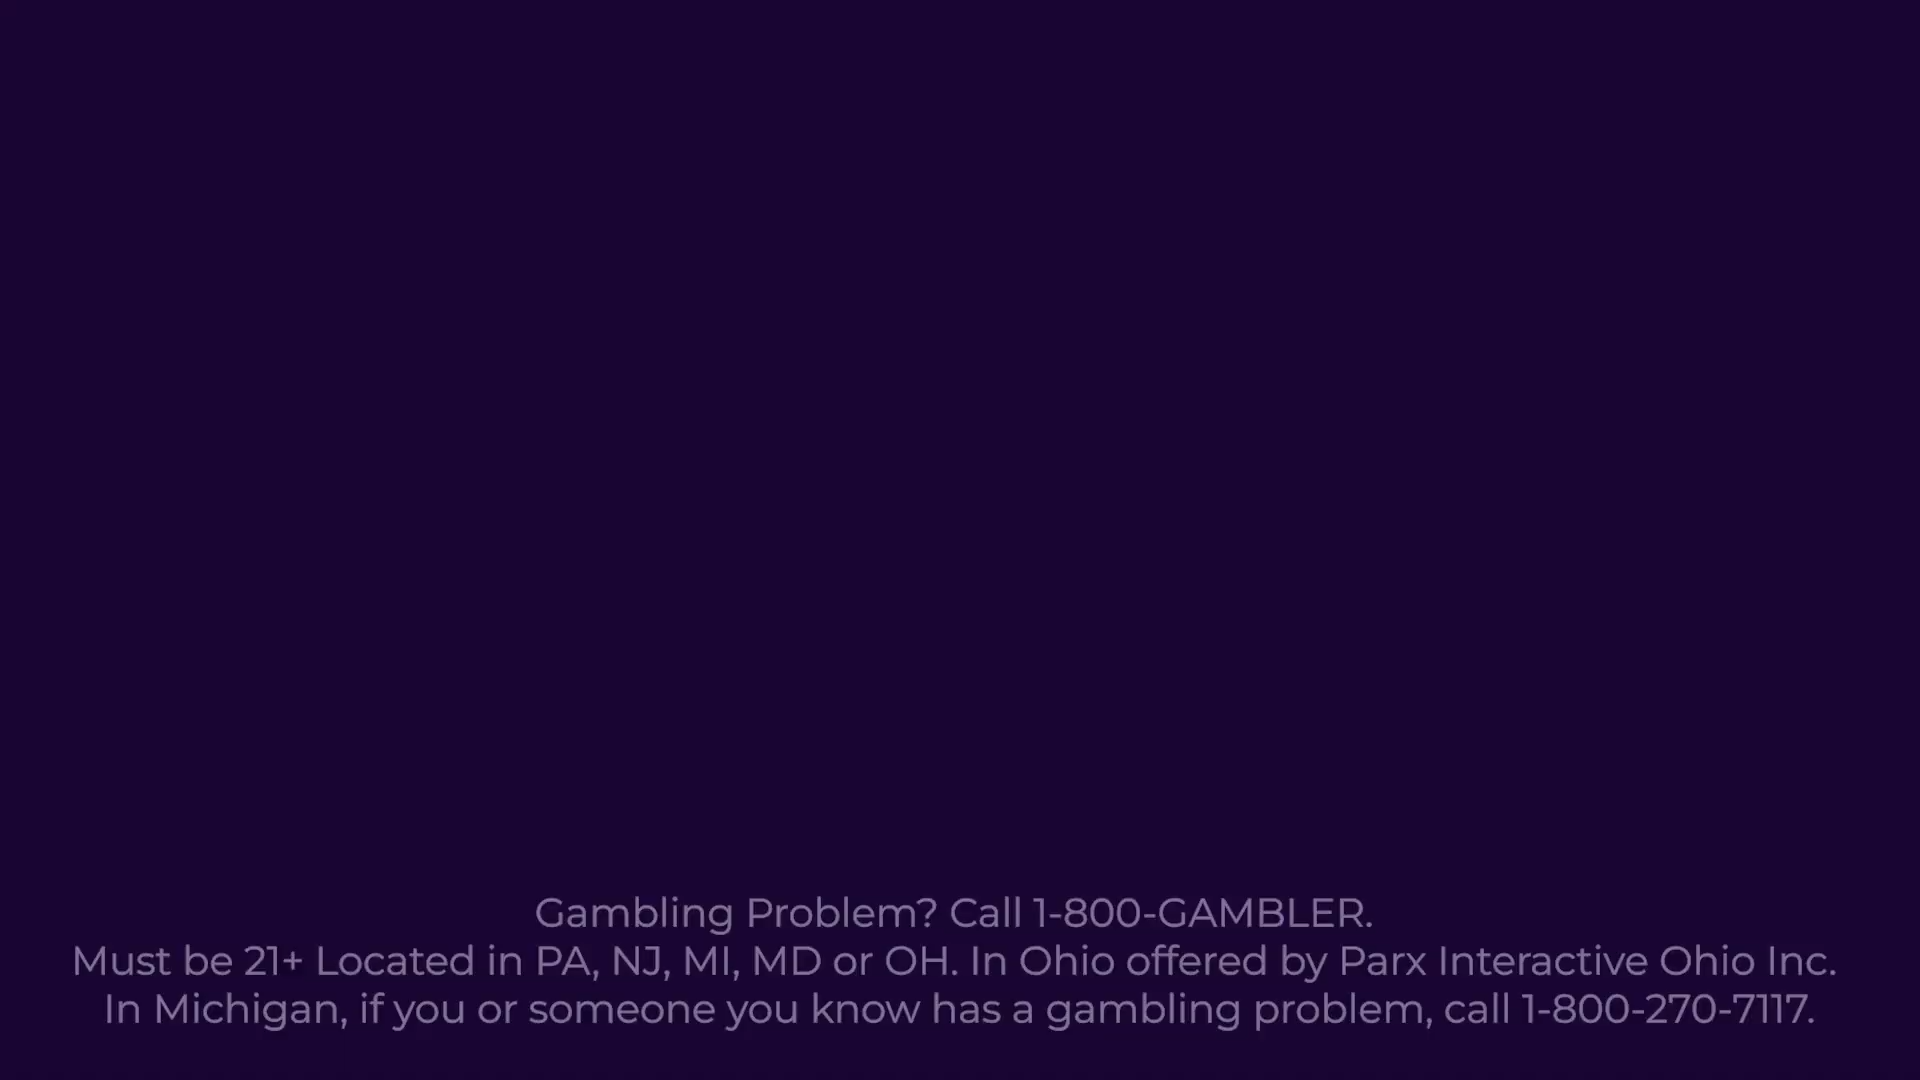 Gambling Problem? Call 1-800-GAMBLER.
Must be 21+ Located in PA, NJ, MI, MD or OH. In Ohio offered by Parx Interactive Ohio Inc.
In Michigan, if you or someone you know has a gambling problem, call 1-800-270-7117.